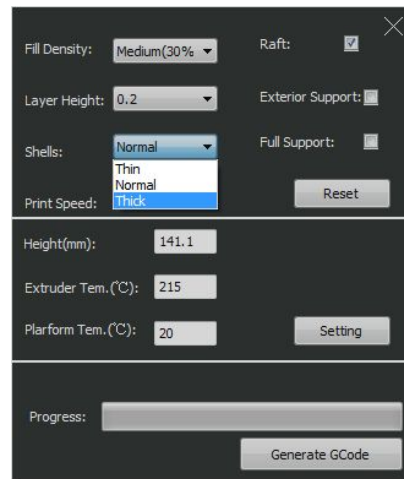 Fill Density: Medium(30% Raft:
Layer Height: 0.2 Exterior Support:
Shells: Normal Full Support:
Thin
Normal
Thick
Print Speed: Reset
Height(mm): 141.1
Extruder Tem.(℃): 215
Plarform Tem.(℃): 20 Setting
Progress:
Generate GCode